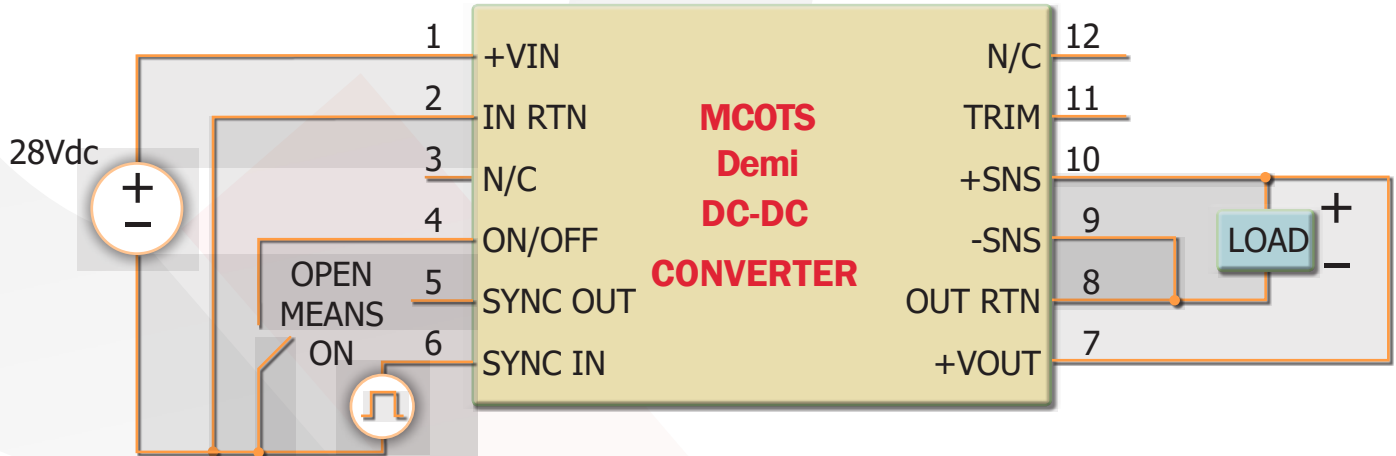 28Vdc
+
−
1
+VIN
2
IN RTN
3
N/C
4
ON/OFF
5
SYNC OUT
6
SYNC IN
OPEN
MEANS
ON
MCOTS
Demi
DC-DC
CONVERTER
12
N/C
11
TRIM
10
+SNS
9
-SNS
8
OUT RTN
7
+VOUT
LOAD
+
−